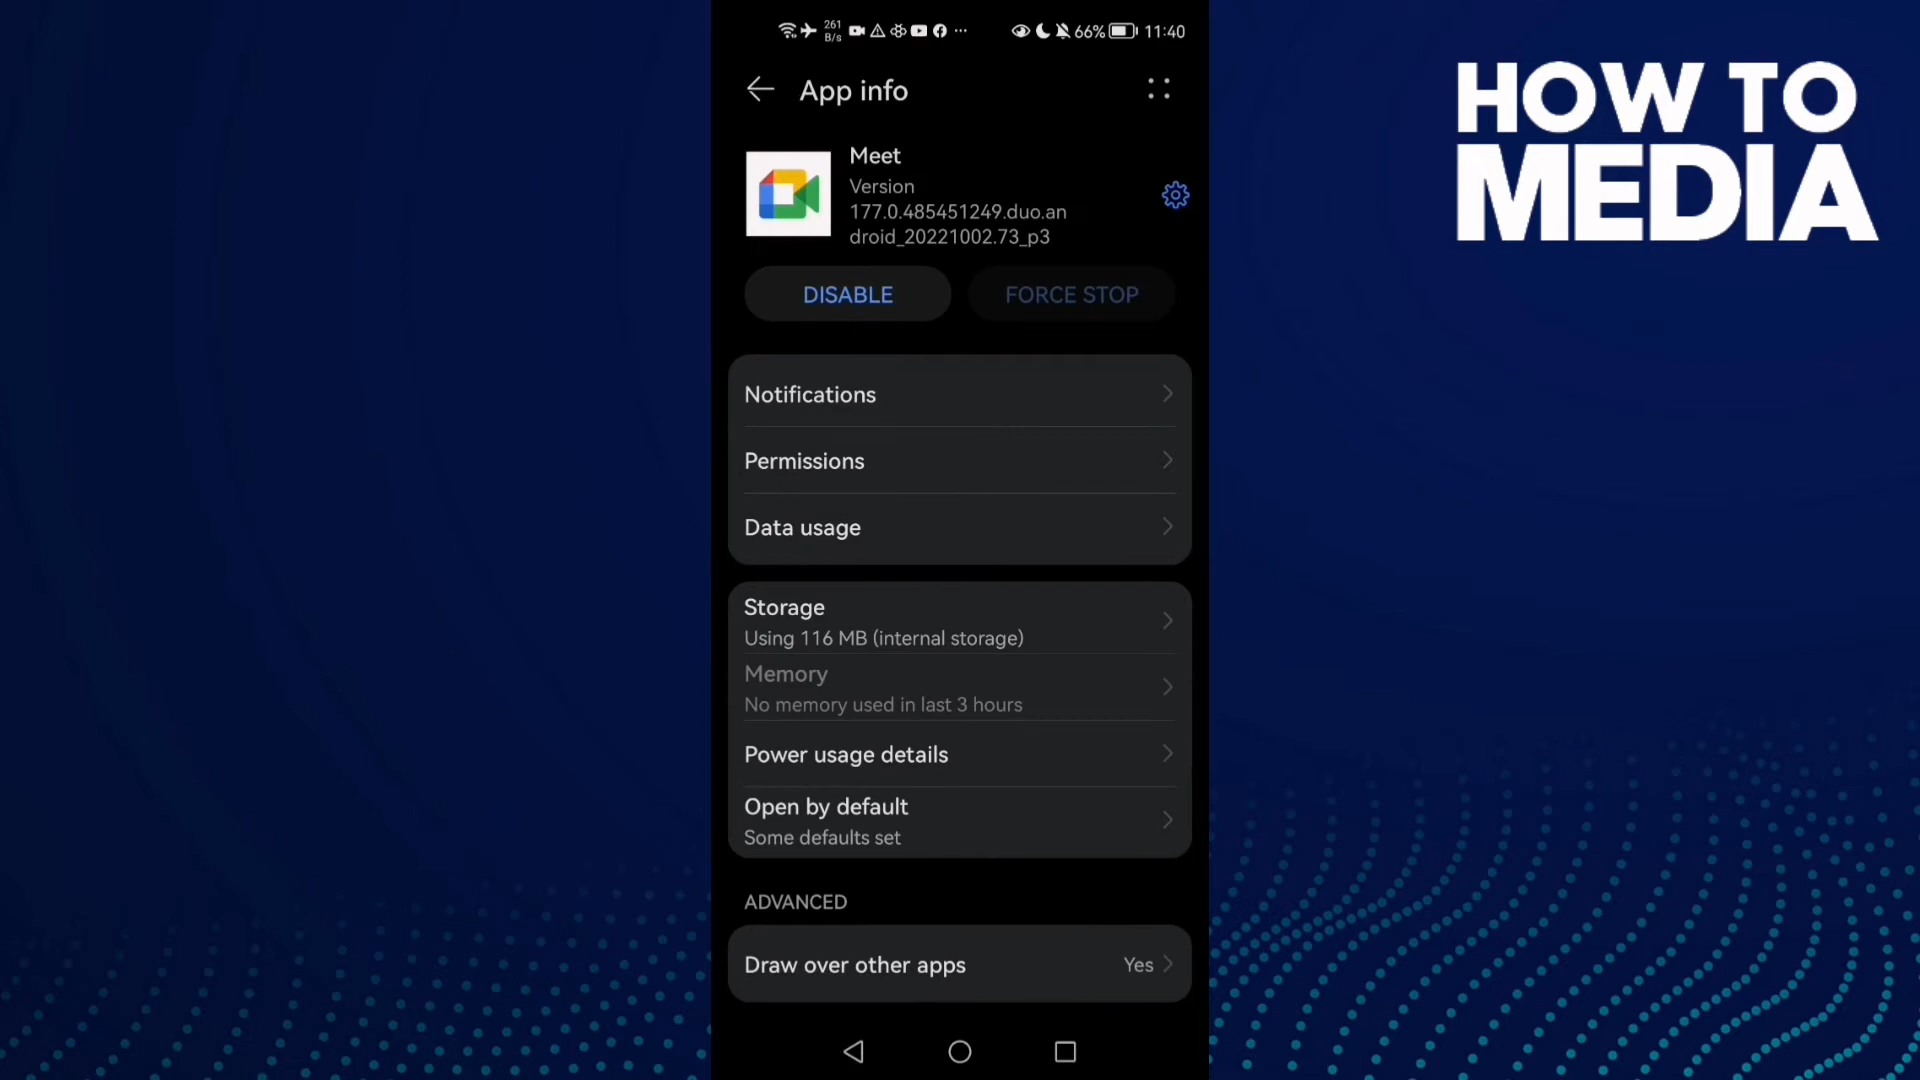 261
B/s
66%
11:40
App info
HOW TO
MEDIA
Meet
Version
177.0.485451249.duo.an
droid_20221002.73_p3
DISABLE
FORCE STOP
Notifications
Permissions
Data usage
Storage
Using 116 MB (internal storage)
Memory
No memory used in last 3 hours
Power usage details
Open by default
Some defaults set
ADVANCED
Draw over other apps
Yes